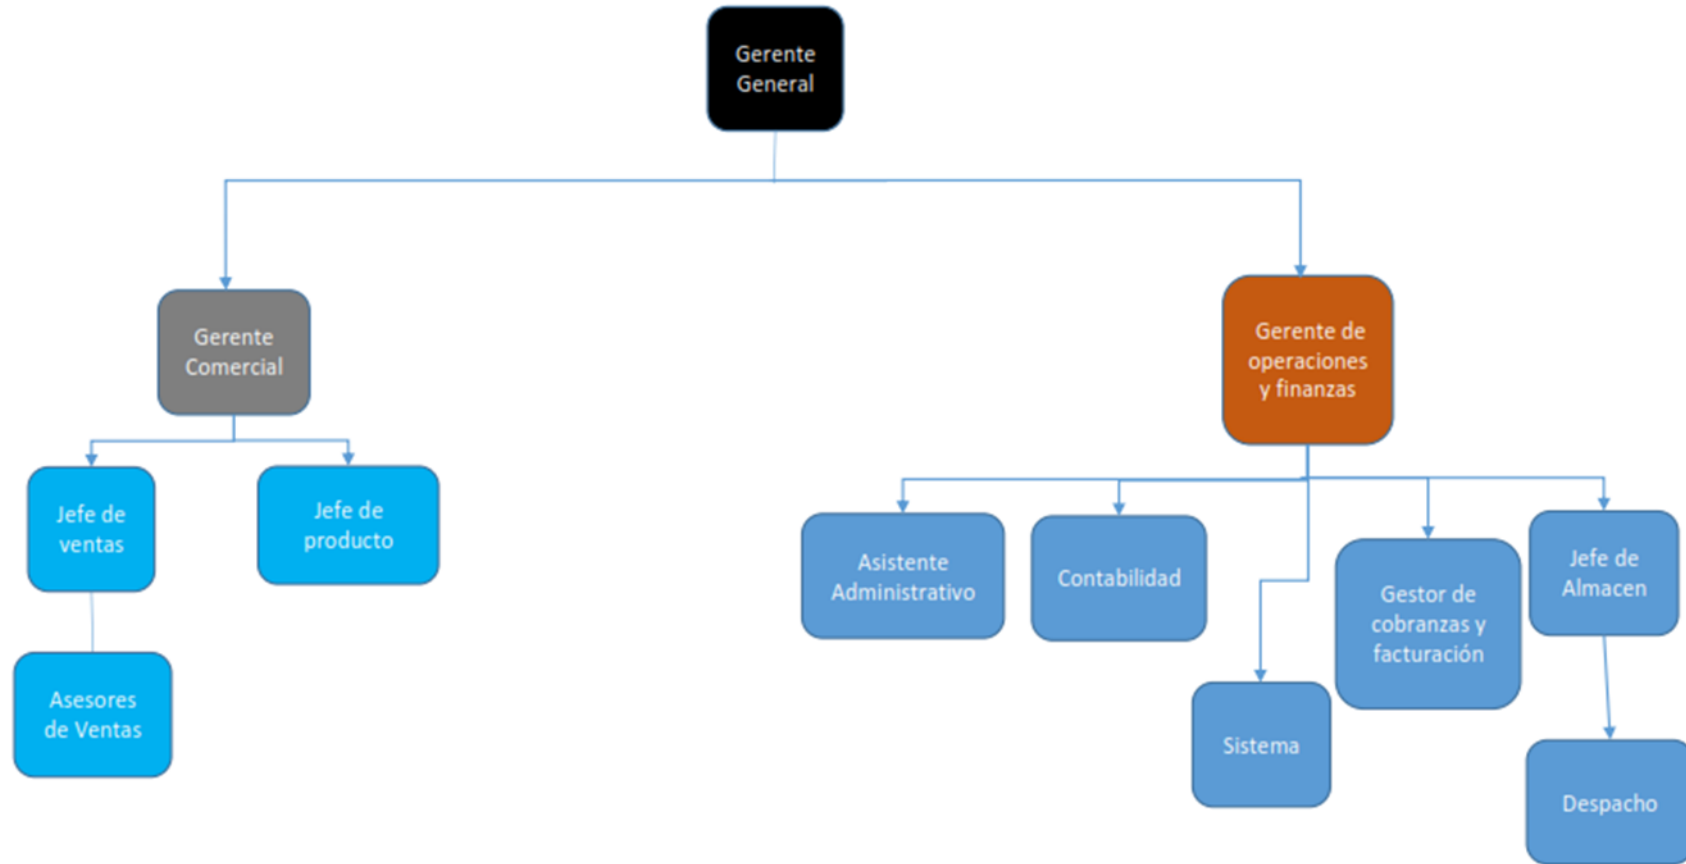 Gerente
General
Gerente
Comercial
Gerente de
operaciones
y finanzas
Jefe de
ventas
Jefe de
producto
Asistente
Administrativo
Contabilidad
Gestor de
cobranzas y
facturación
Jefe de
Almacen
Asesores
de Ventas
Sistema
Despacho